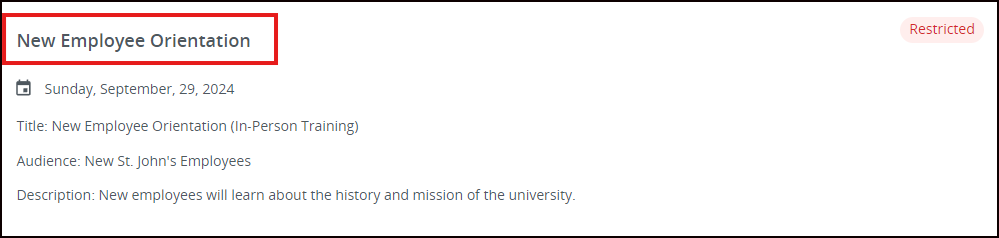 New Employee Orientation
Restricted
Sunday, September, 29, 2024
Title: New Employee Orientation (In-Person Training)
Audience: New St. John's Employees
Description: New employees will learn about the history and mission of the university.